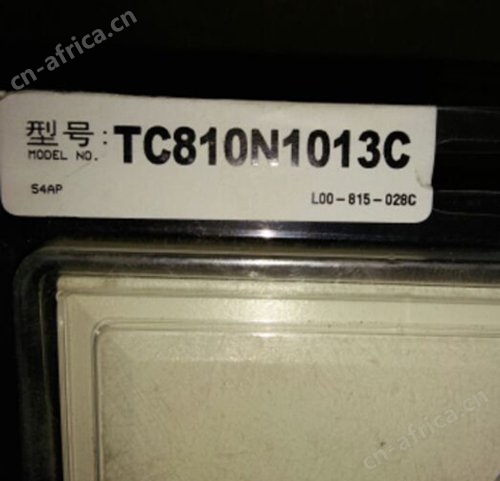 cn-africa.cn
型号: TC810N1013C
MODEL NO.
S4AP
L00-815-028C
cn-africa.cn